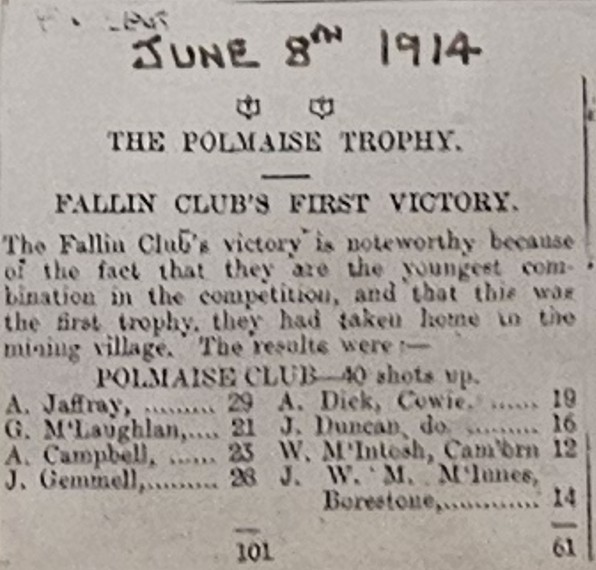 JUNE 8TH 1914
THE POLMAISE TROPHY.
FALLIN CLUB'S FIRST VICTORY.
The Fallin Club's victory is noteworthy because
of the fact that they are the youngest com-
bination in the competition, and that this was
the first trophy they had taken home to the
mining village. The results were :—
POLMAISE CLUB—40 shots up.
A. Jaffray, ......... 29 A. Dick, Cowie, ...... 19
G. M'Laughlan,.... 21 J. Duncan, do. ......... 16
A. Campbell, ...... 23 W. M'Intosh, Cam'brn 12
J. Gemmell,......... 28 J. W. M. M'Innes,
Borestone,............ 14
101 61